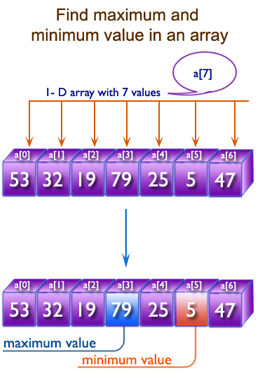 Find maximum and
minimum value in an array
a[7]
1- D array with 7 values
a[0] a[1] a[2] a[3] a[4] a[5] a[6]
53 32 19 79 25 5 47
a[0] a[1] a[2] a[3] a[4] a[5] a[6]
53 32 19 79 25 5 47
maximum value
minimum value